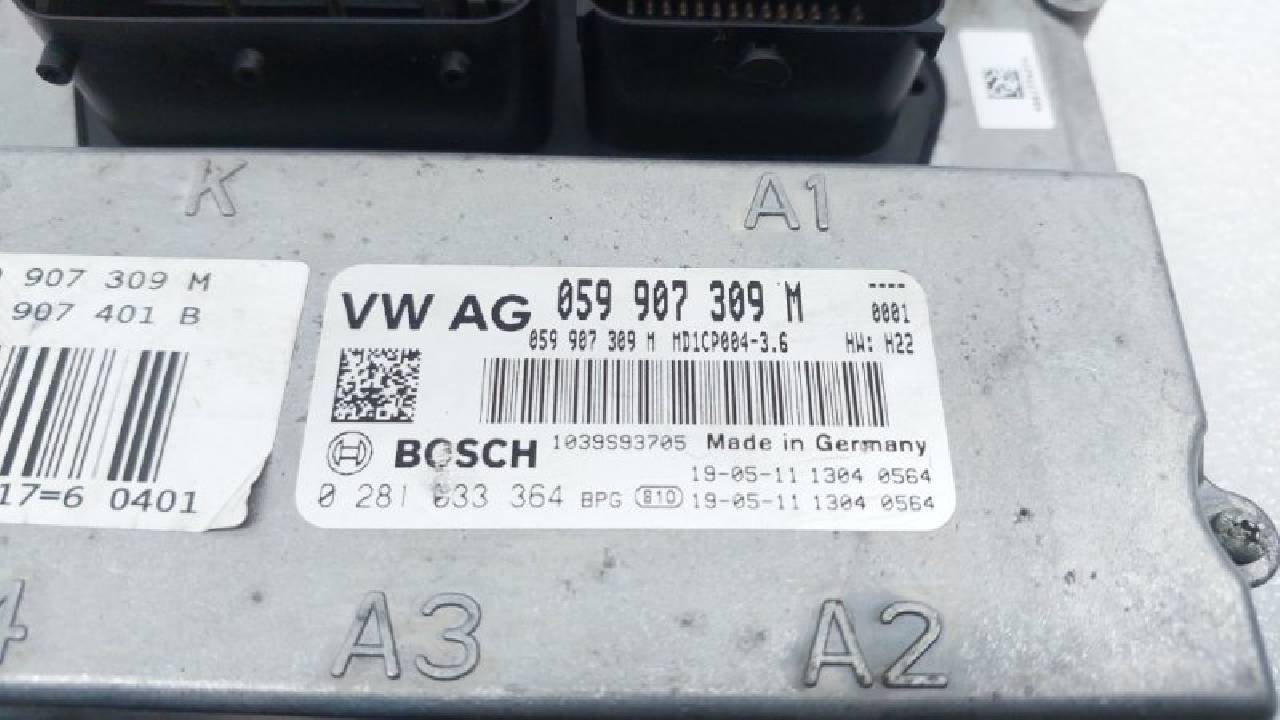 K
A1
907 309 M
907 401 B
17=6 0401
VW AG 059 907 309 M
----
0001
059 907 309 M MD1CP004-3.6 HW: H22
BOSCH 1039S93705 Made in Germany
19-05-11 1304 0564
0 281 033 364 BPG 810 19-05-11 1304 0564
4
A3
A2